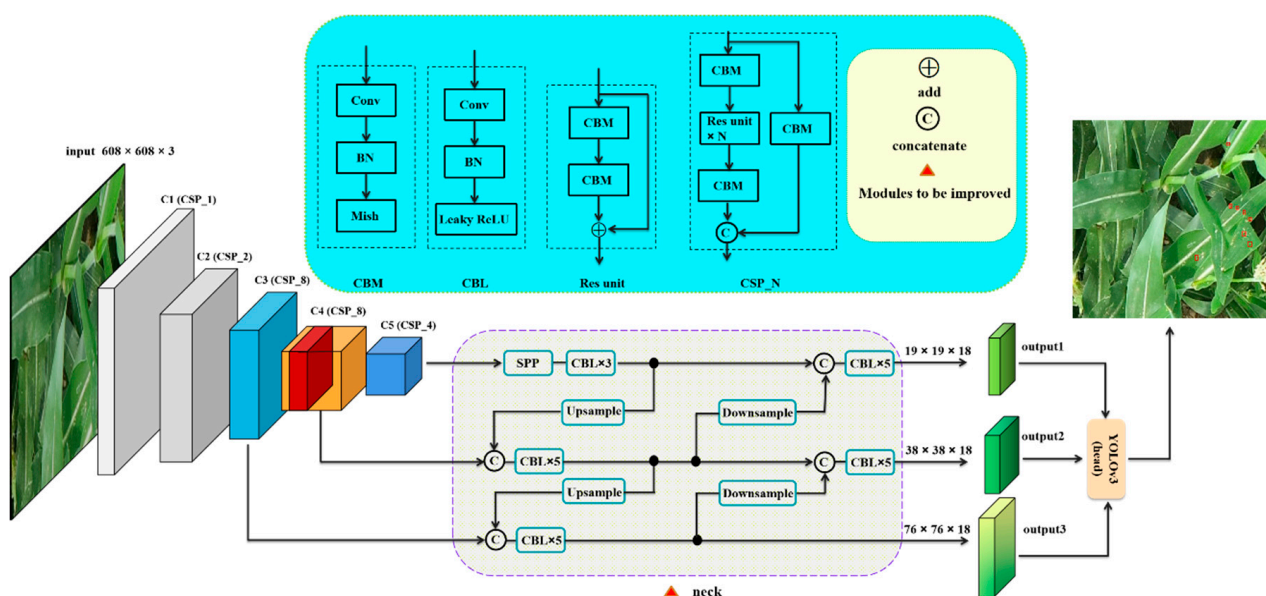 input 608 × 608 × 3
C1 (CSP_1)
C2 (CSP_2)
C3 (CSP_8)
C4 (CSP_8)
C5 (CSP_4)
Conv
BN
Mish
CBM
Conv
BN
Leaky ReLU
CBL
CBM
CBM
Res unit
CBM
Res unit
× N
CBM
CBM
C
CSP_N
add
C
concatenate
Modules to be improved
SPP
CBL×3
C
CBL×5
19 × 19 × 18
output1
Upsample
Downsample
C
CBL×5
C
CBL×5
38 × 38 × 18
output2
Upsample
Downsample
C
CBL×5
76 × 76 × 18
output3
YOLOv3
(head)
neck